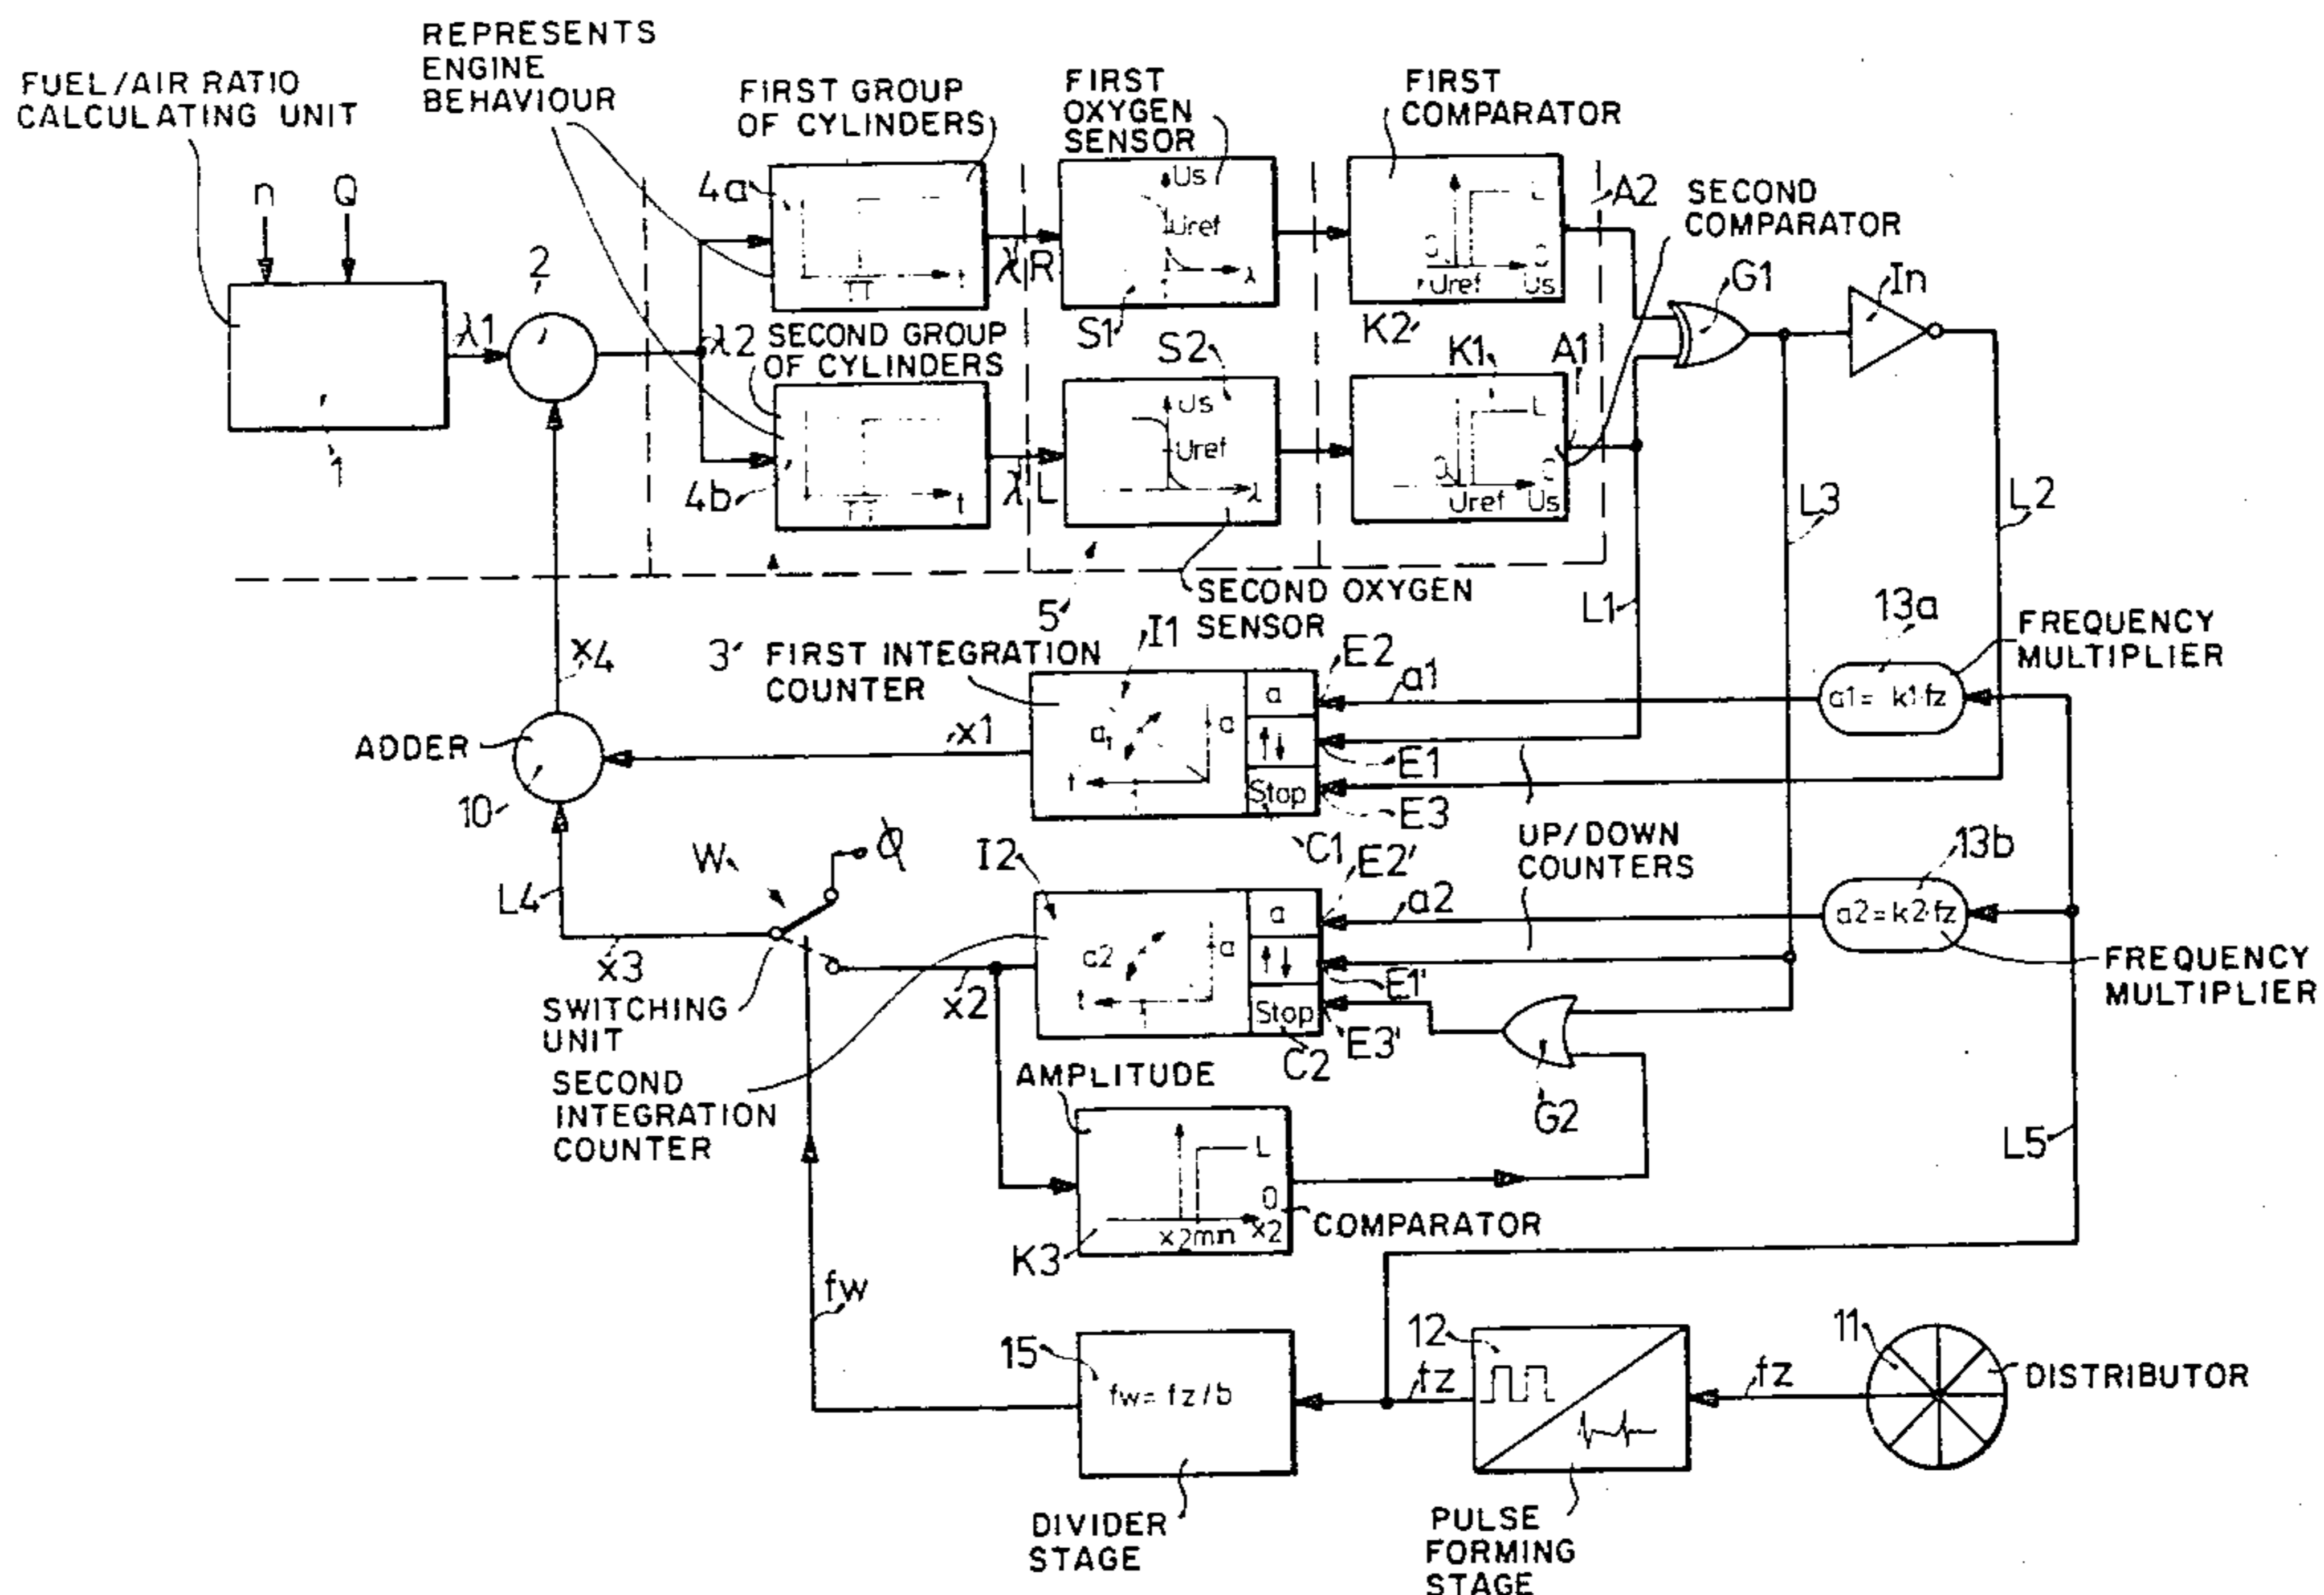 REPRESENTS
ENGINE
BEHAVIOUR
FUEL/AIR RATIO
CALCULATING UNIT
FIRST GROUP
OF CYLINDERS
FIRST
OXYGEN
SENSOR
FIRST
COMPARATOR
n
Q
4a
t
λR
Us
Uref
λ
S1
L
0
Uref
Us
K2
A2
SECOND
COMPARATOR
G1
In
2
λ1
1
λ2
SECOND GROUP
OF CYLINDERS
4b
t
λL
S2
Us
Uref
λ
K1
A1
L
0
Uref
Us
L3
L2
SECOND OXYGEN
SENSOR
5
3
FIRST INTEGRATION
COUNTER
I1
L1
13a
FREQUENCY
MULTIPLIER
x4
ADDER
10
x1
a1
t
a
a
Stop
E2
a1
E1
E3
C1
a1 = k1·fz
UP/DOWN
COUNTERS
13b
W
I2
L4
x3
SWITCHING
UNIT
x2
a2
t
a
a
Stop
E2'
a2
E1'
E3'
C2
a2=k2·fz
FREQUENCY
MULTIPLIER
SECOND
INTEGRATION
COUNTER
AMPLITUDE
G2
L5
L
0
x2mn
x2
COMPARATOR
K3
fw
15
fw= fz/b
fz
12
fz
11
DISTRIBUTOR
DIVIDER
STAGE
PULSE
FORMING
STAGE